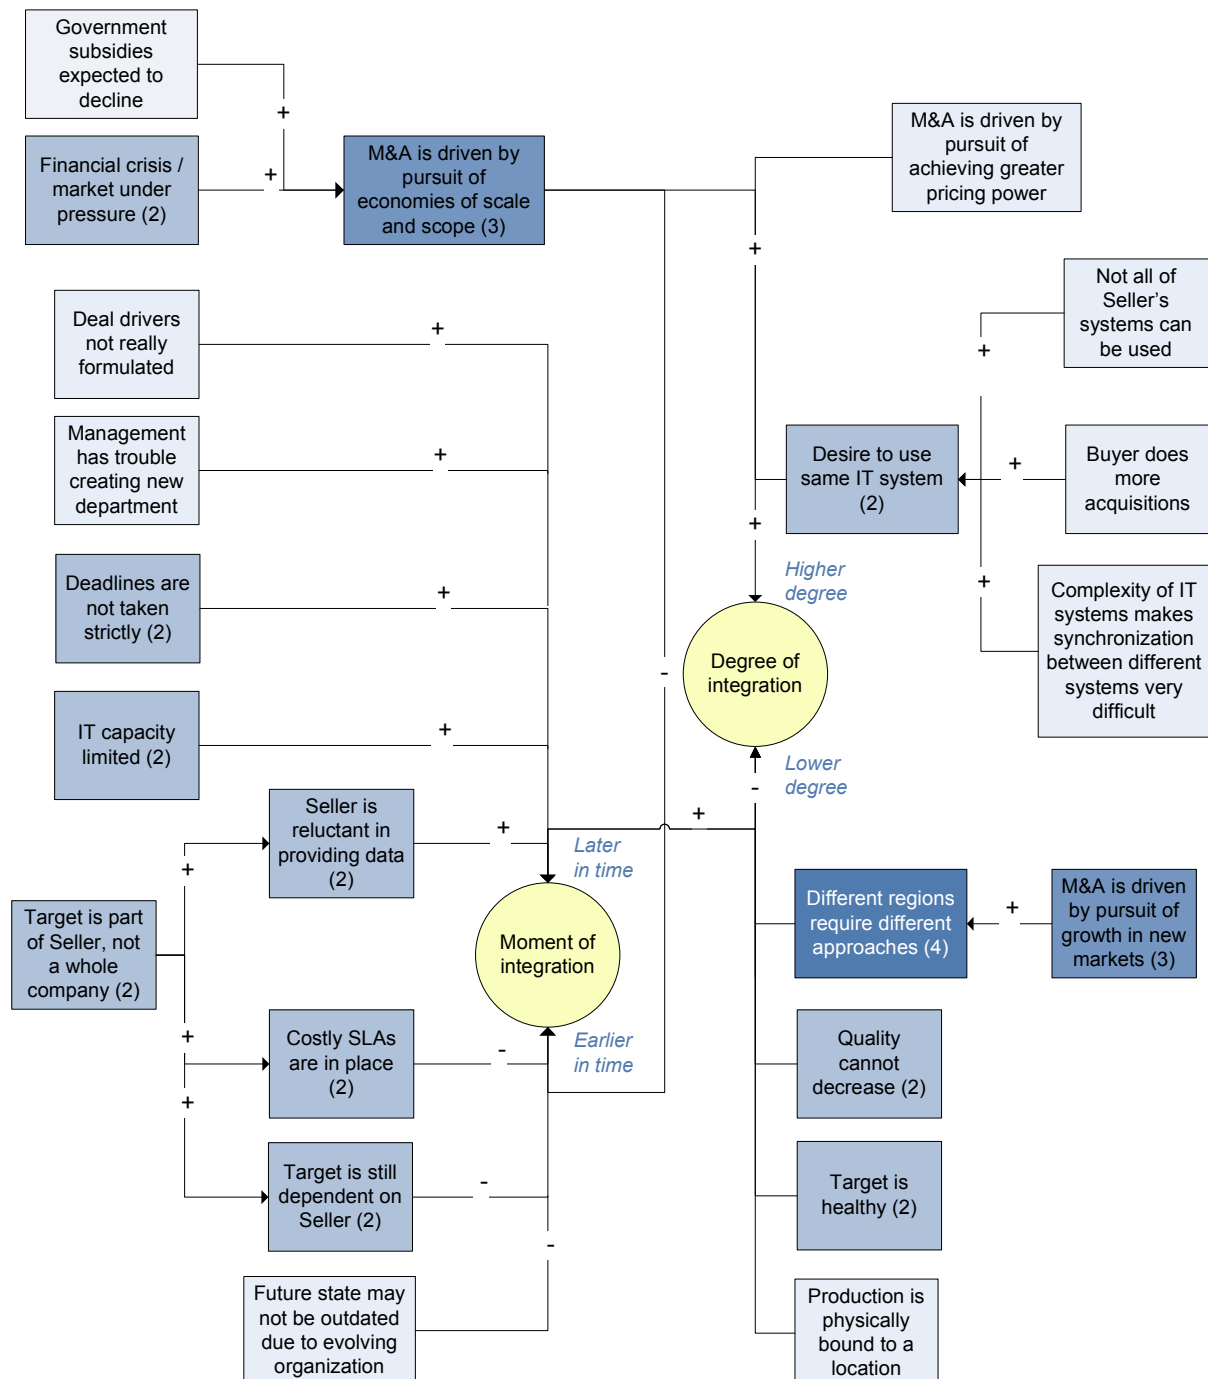 Government
subsidies
expected to
decline
+
Financial crisis /
market under
pressure (2)
+
M&A is driven by
pursuit of
economies of scale
and scope (3)
M&A is driven by
pursuit of
achieving greater
pricing power
+
Not all of
Seller's
systems can
be used
+
Deal drivers
not really
formulated
+
Management
has trouble
creating new
department
+
Desire to use
same IT system
(2)
+
Buyer does
more
acquisitions
+
Deadlines are
not taken
strictly (2)
+
Higher
degree
+
Complexity of IT
systems makes
synchronization
between different
systems very
difficult
Degree of
integration
-
IT capacity
limited (2)
+
Lower
degree
-
+
Seller is
reluctant in
providing data
(2)
+
Later
in time
+
Target is part
of Seller, not
a whole
company (2)
Moment of
integration
Different regions
require different
approaches (4)
+
M&A is driven
by pursuit of
growth in new
markets (3)
+
Costly SLAs
are in place
(2)
-
Earlier
in time
Quality
cannot
decrease (2)
+
Target is still
dependent on
Seller (2)
-
Target is
healthy (2)
-
Future state may
not be outdated
due to evolving
organization
Production is
physically
bound to a
location